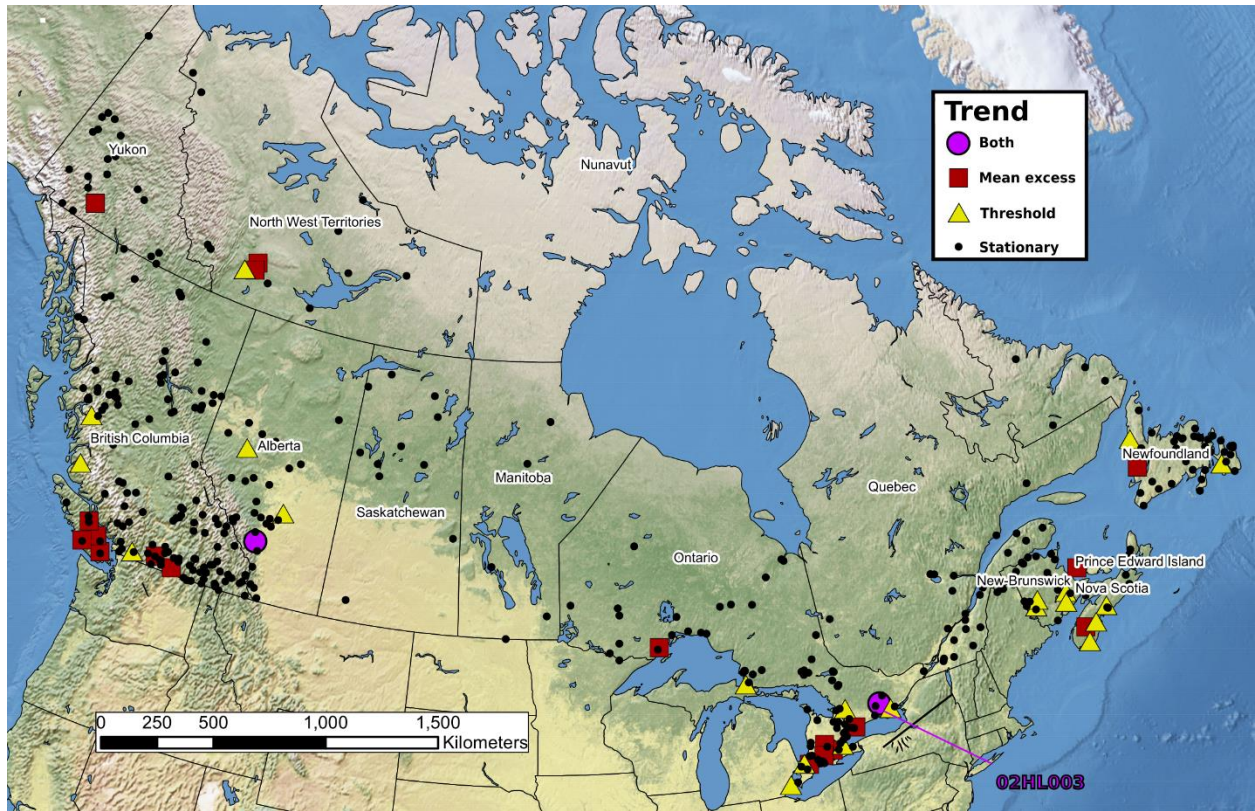 Trend
Both
Mean excess
Threshold
Stationary
Yukon
Nunavut
North West Territories
British Columbia
Alberta
Saskatchewan
Manitoba
Ontario
Quebec
Newfoundland
Prince Edward Island
New-Brunswick
Nova Scotia
0 250 500 1,000 1,500
Kilometers
02HL003